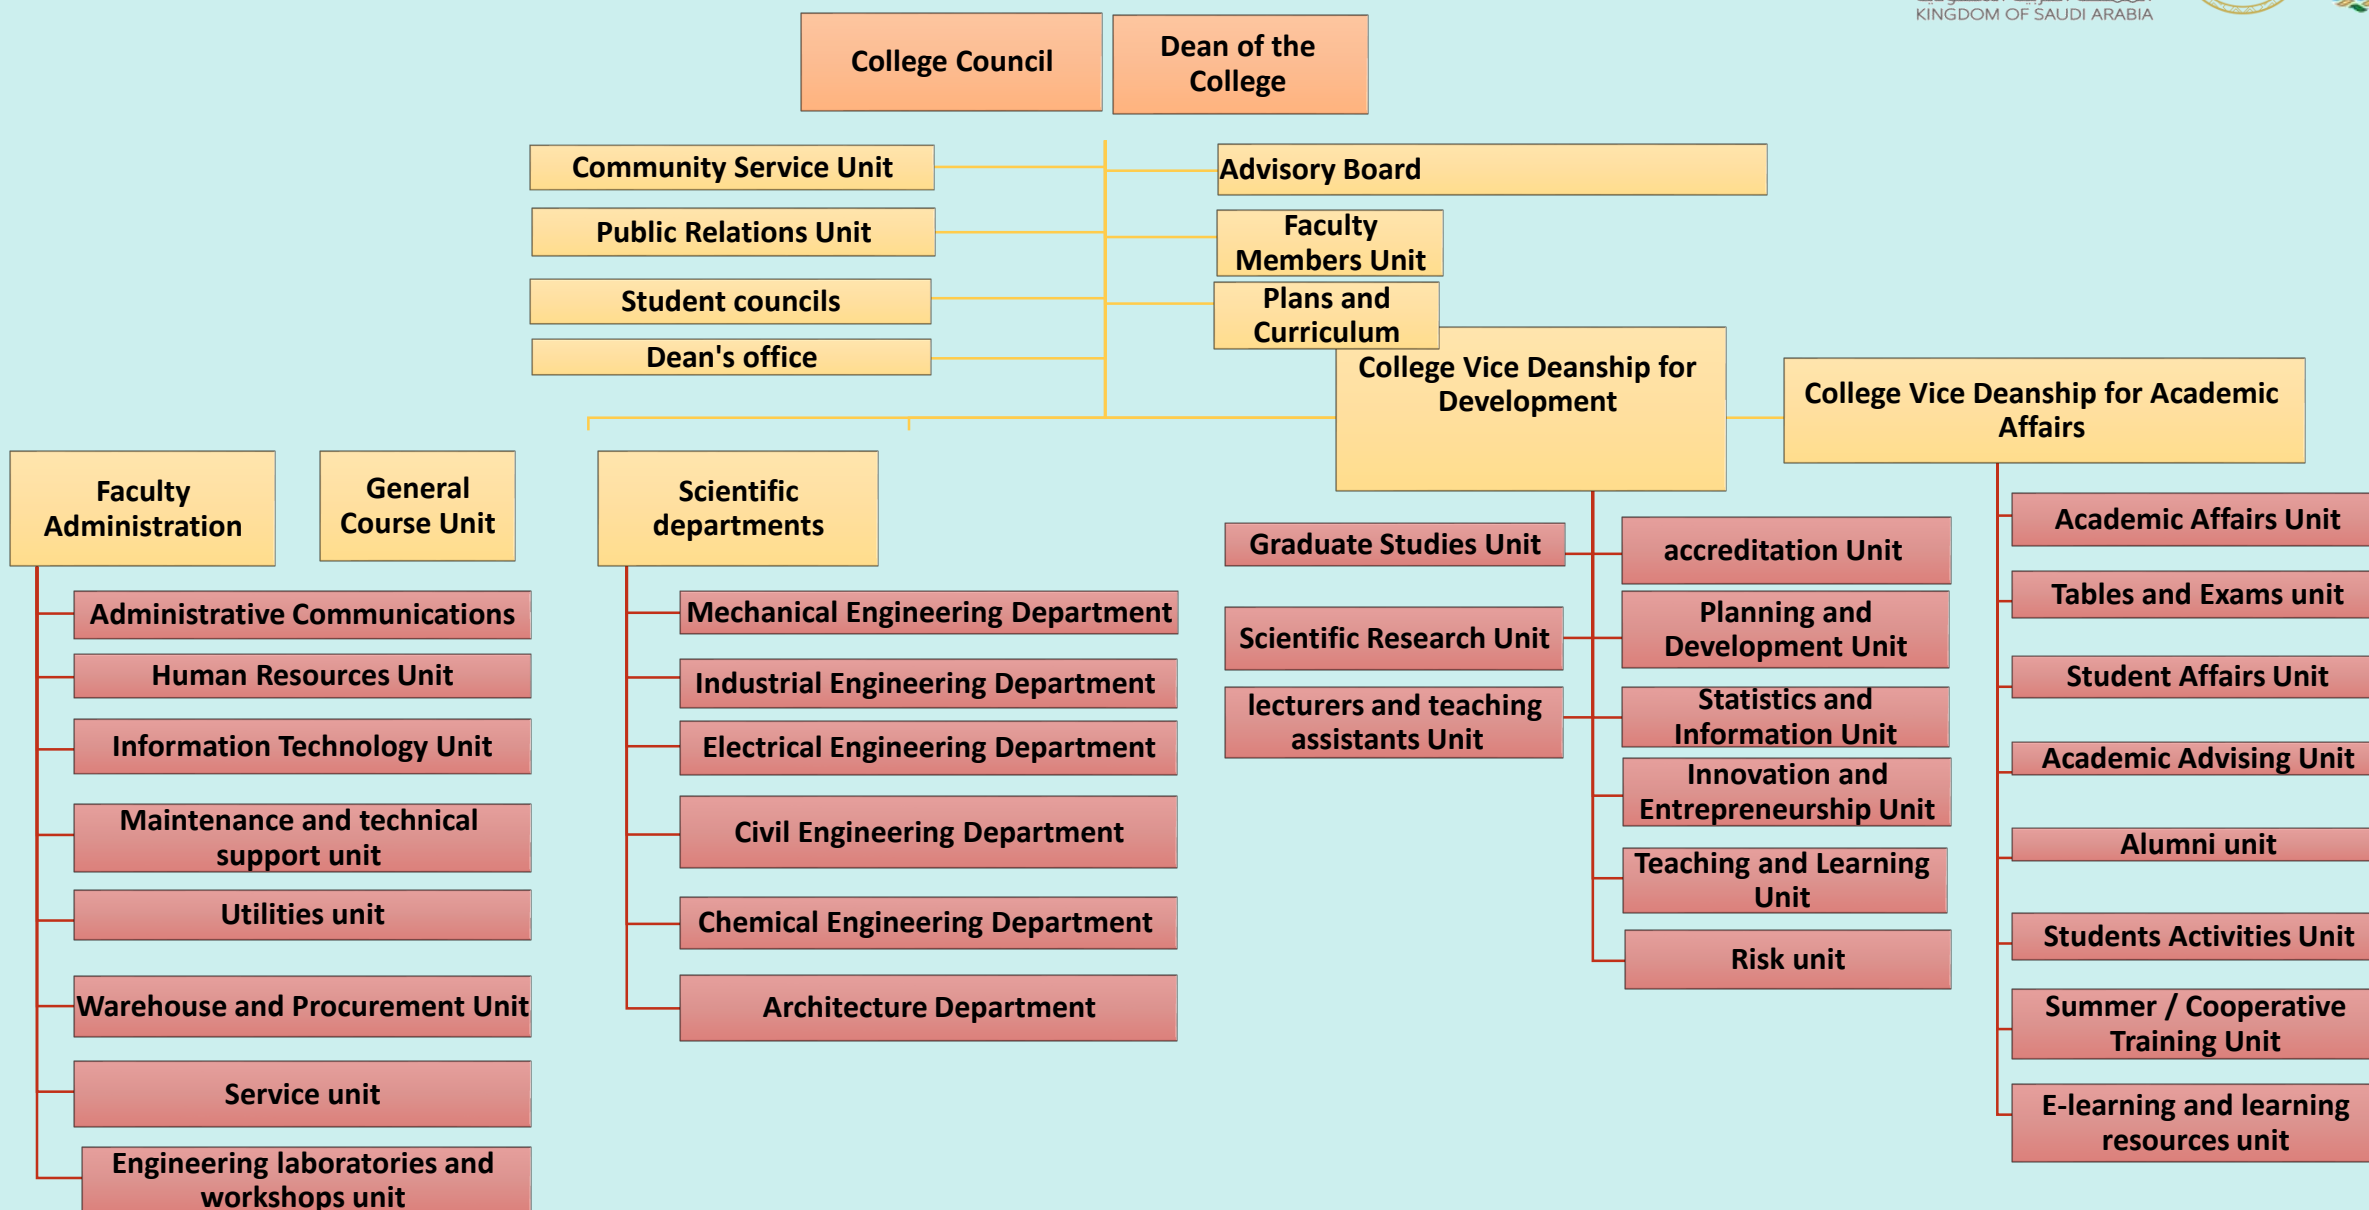 KINGDOM OF SAUDI ARABIA
College Council
Dean of the
College
Community Service Unit
Advisory Board
Public Relations Unit
Faculty
Members Unit
Student councils
Plans and
Curriculum
Dean's office
College Vice Deanship for
Development
College Vice Deanship for Academic
Affairs
Faculty
Administration
General
Course Unit
Scientific
departments
Administrative Communications
Human Resources Unit
Information Technology Unit
Maintenance and technical
support unit
Utilities unit
Warehouse and Procurement Unit
Service unit
Engineering laboratories and
workshops unit
Mechanical Engineering Department
Industrial Engineering Department
Electrical Engineering Department
Civil Engineering Department
Chemical Engineering Department
Architecture Department
Graduate Studies Unit
Scientific Research Unit
lecturers and teaching
assistants Unit
accreditation Unit
Planning and
Development Unit
Statistics and
Information Unit
Innovation and
Entrepreneurship Unit
Teaching and Learning
Unit
Risk unit
Academic Affairs Unit
Tables and Exams unit
Student Affairs Unit
Academic Advising Unit
Alumni unit
Students Activities Unit
Summer / Cooperative
Training Unit
E-learning and learning
resources unit